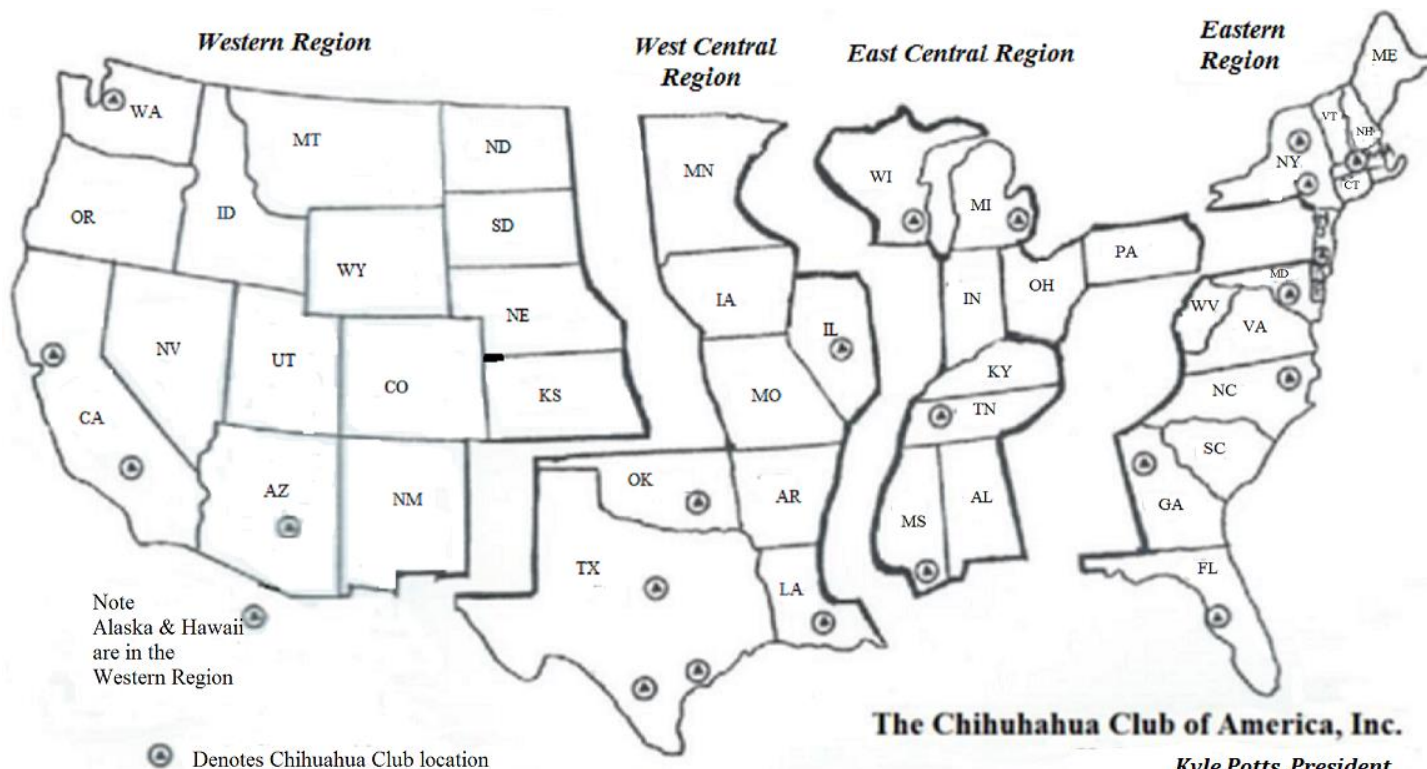 Western Region
West Central
Region
East Central Region
Eastern
Region
ME
WA
MT
ND
MN
WI
MI
NY
VT
NH
CT
OR
ID
SD
WY
IA
IN
OH
PA
MD
NE
IL
WV
VA
NV
UT
CO
KS
MO
KY
TN
NC
CA
AZ
NM
OK
AR
MS
AL
SC
GA
TX
LA
FL
Note
Alaska & Hawaii
are in the
Western Region
The Chihuhahua Club of America, Inc.
Kyle Potts, President
Denotes Chihuahua Club location